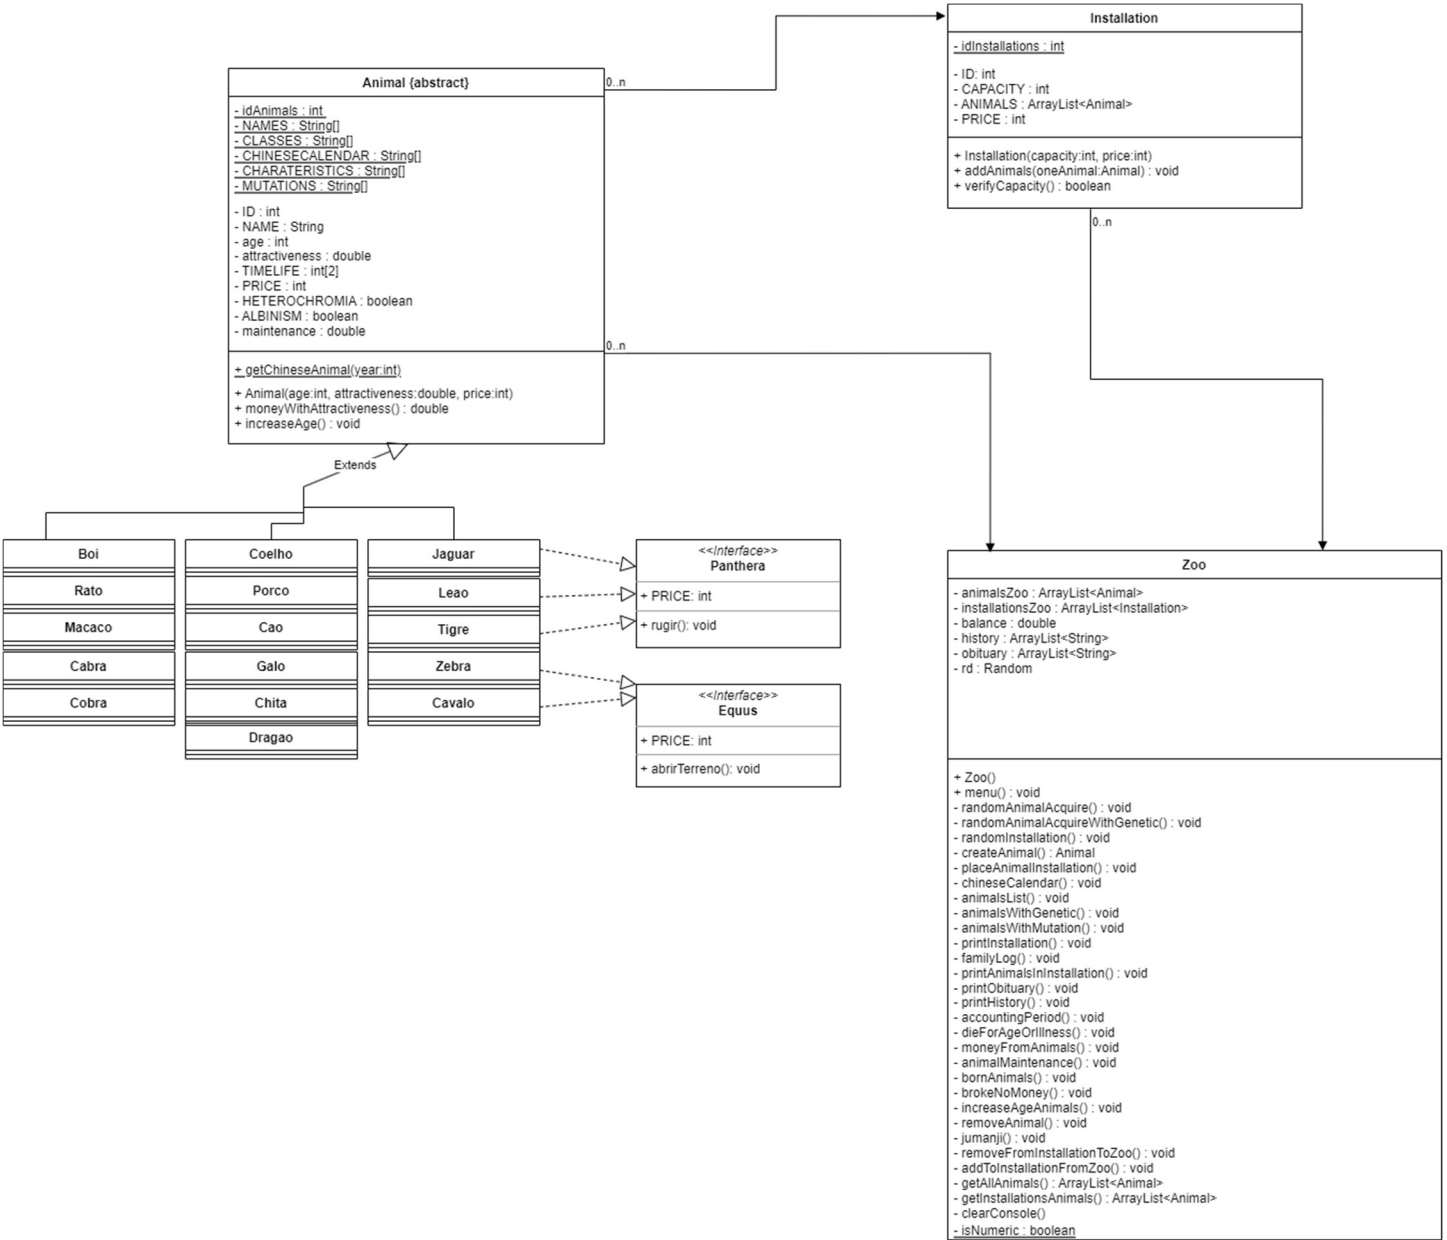 Installation
- idInstallations : int
- ID: int
- CAPACITY : int
- ANIMALS : ArrayList<Animal>
- PRICE : int
+ Installation(capacity:int, price:int)
+ addAnimals(oneAnimal:Animal) : void
+ verifyCapacity() : boolean
0..n
Animal {abstract}
0..n
- idAnimals : int
- NAMES : String[]
- CLASSES : String[]
- CHINESECALENDAR : String[]
- CHARATERISTICS : String[]
- MUTATIONS : String[]
- ID : int
- NAME : String
- age : int
- attractiveness : double
- TIMELIFE : int[2]
- PRICE : int
- HETEROCHROMIA : boolean
- ALBINISM : boolean
- maintenance : double
0..n
+ getChineseAnimal(year:int)
+ Animal(age:int, attractiveness:double, price:int)
+ moneyWithAttractiveness() : double
+ increaseAge() : void
Extends
Boi
Rato
Macaco
Cabra
Cobra
Coelho
Porco
Cao
Galo
Chita
Dragao
Jaguar
Leao
Tigre
Zebra
Cavalo
<<Interface>>
Panthera
+ PRICE: int
+ rugir(): void
<<Interface>>
Equus
+ PRICE: int
+ abrirTerreno(): void
Zoo
- animalsZoo : ArrayList<Animal>
- installationsZoo : ArrayList<Installation>
- balance : double
- history : ArrayList<String>
- obituary : ArrayList<String>
- rd : Random
+ Zoo()
+ menu() : void
- randomAnimalAcquire() : void
- randomAnimalAcquireWithGenetic() : void
- randomInstallation() : void
- createAnimal() : Animal
- placeAnimalInstallation() : void
- chineseCalendar() : void
- animalsList() : void
- animalsWithGenetic() : void
- animalsWithMutation() : void
- printInstallation() : void
- familyLog() : void
- printAnimalsInInstallation() : void
- printObituary() : void
- printHistory() : void
- accountingPeriod() : void
- dieForAgeOrIllness() : void
- moneyFromAnimals() : void
- animalMaintenance() : void
- bornAnimals() : void
- brokeNoMoney() : void
- increaseAgeAnimals() : void
- removeAnimal() : void
- jumanji() : void
- removeFromInstallationToZoo() : void
- addToInstallationFromZoo() : void
- getAllAnimals() : ArrayList<Animal>
- getInstallationsAnimals() : ArrayList<Animal>
- clearConsole()
- isNumeric : boolean